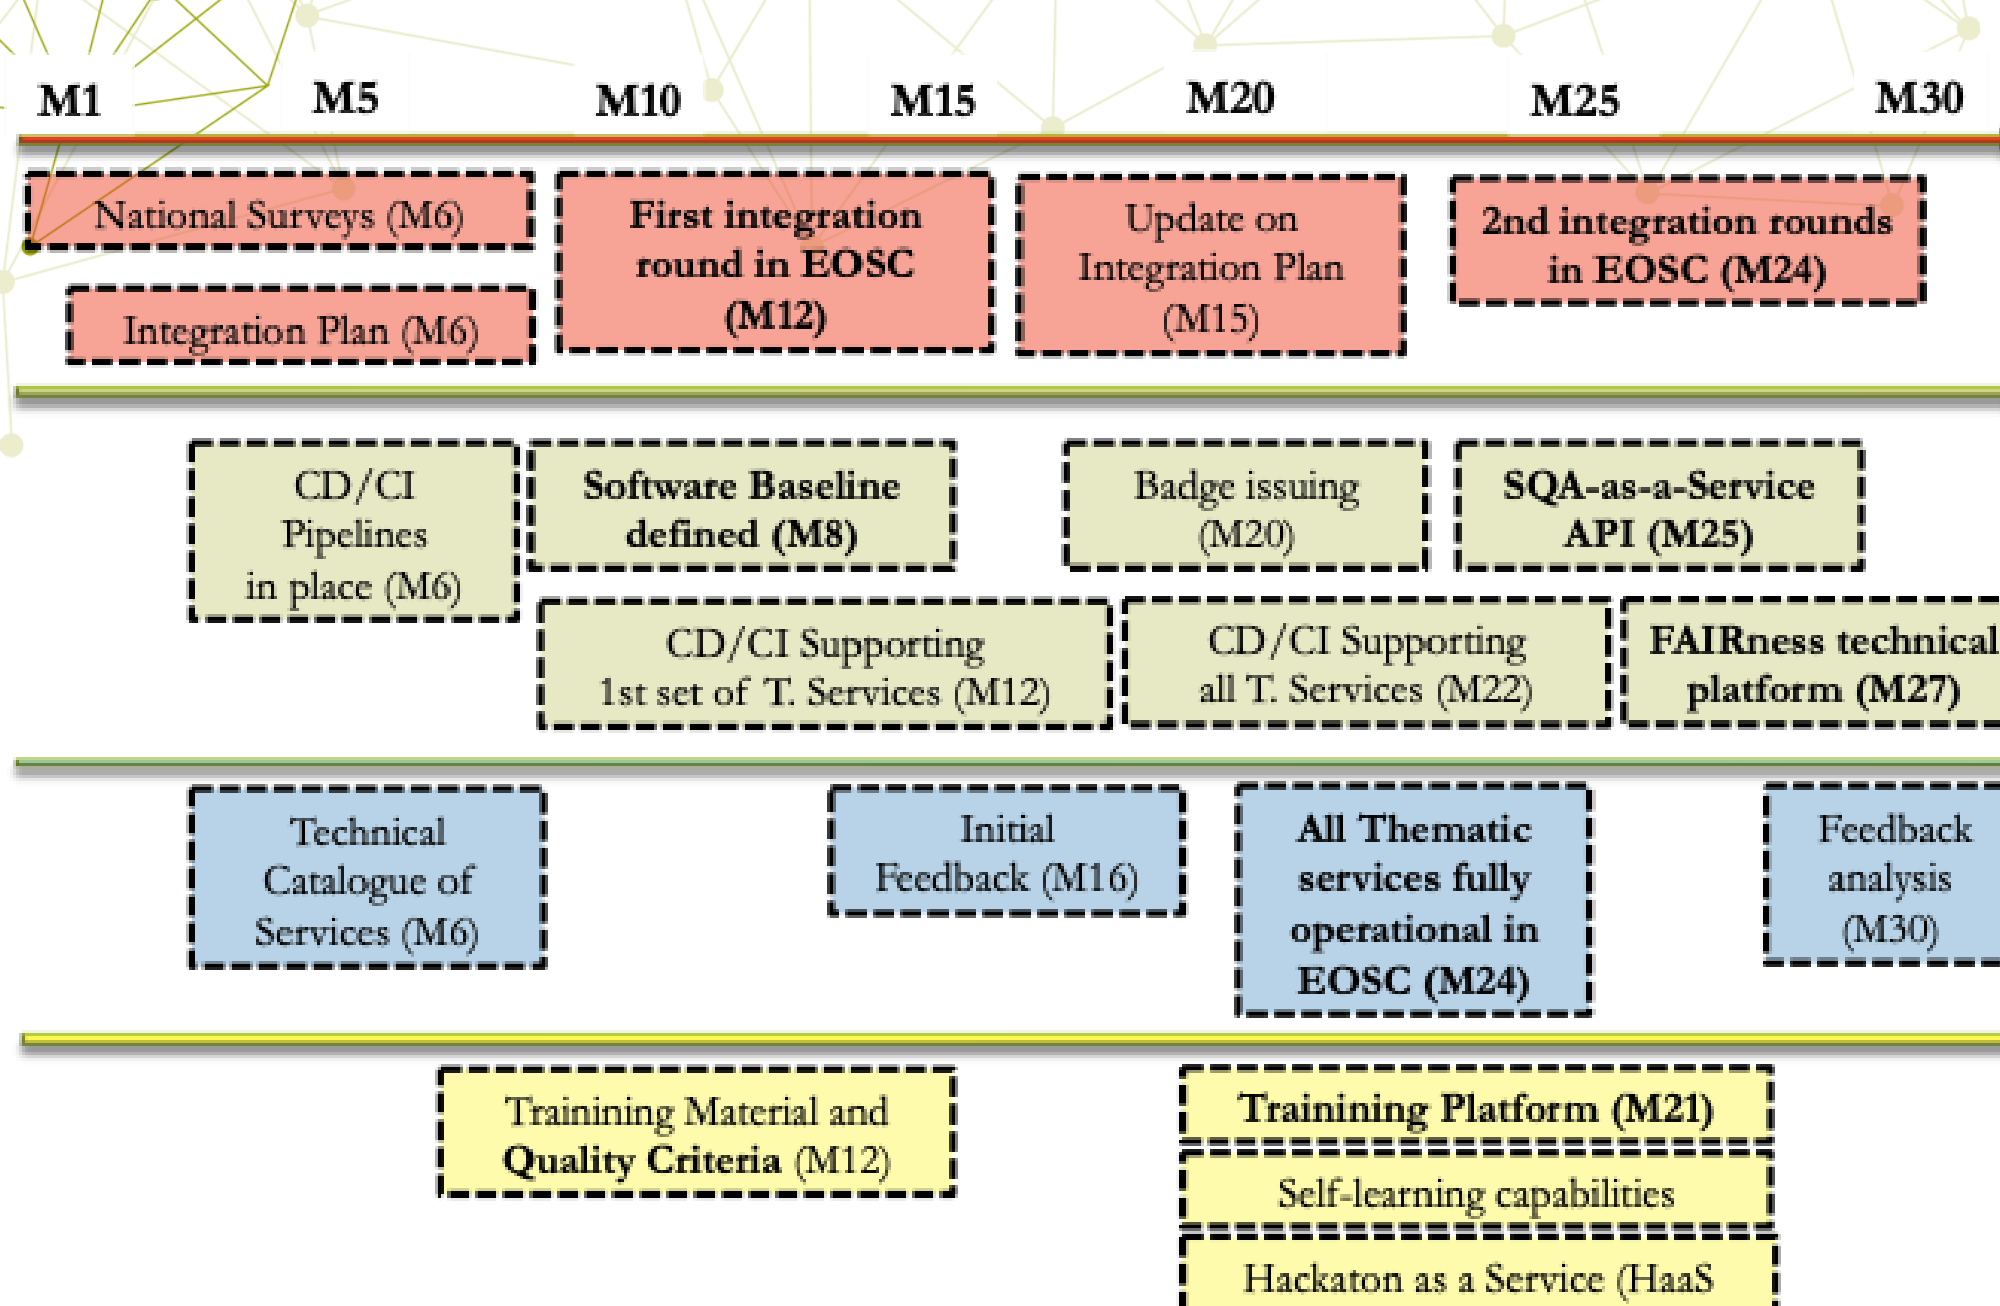 M1 M5 M10 M15 M20 M25 M30
National Surveys (M6)
Integration Plan (M6)
First integration
round in EOSC
(M12)
Update on
Integration Plan
(M15)
2nd integration rounds
in EOSC (M24)
CD/CI
Pipelines
in place (M6)
Software Baseline
defined (M8)
Badge issuing
(M20)
SQA-as-a-Service
API (M25)
CD/CI Supporting
1st set of T. Services (M12)
CD/CI Supporting
all T. Services (M22)
FAIRness technical
platform (M27)
Technical
Catalogue of
Services (M6)
Initial
Feedback (M16)
All Thematic
services fully
operational in
EOSC (M24)
Feedback
analysis
(M30)
Trainining Material and
Quality Criteria (M12)
Trainining Platform (M21)
Self-learning capabilities
Hackaton as a Service (HaaS